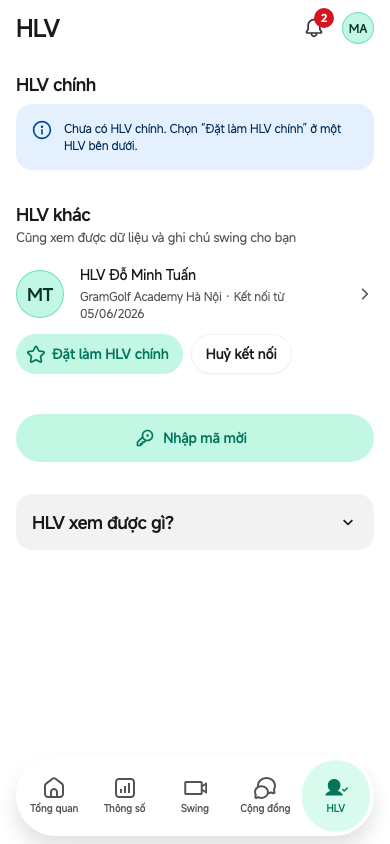 HLV
2
MA
HLV chính
Chưa có HLV chính. Chọn "Đặt làm HLV chính" ở một
HLV bên dưới.
HLV khác
Cũng xem được dữ liệu và ghi chú swing cho bạn
MT
HLV Đỗ Minh Tuấn
GramGolf Academy Hà Nội · Kết nối từ
05/06/2026
Đặt làm HLV chính
Huỷ kết nối
Nhập mã mời
HLV xem được gì?
Tổng quan
Thông số
Swing
Cộng đồng
HLV